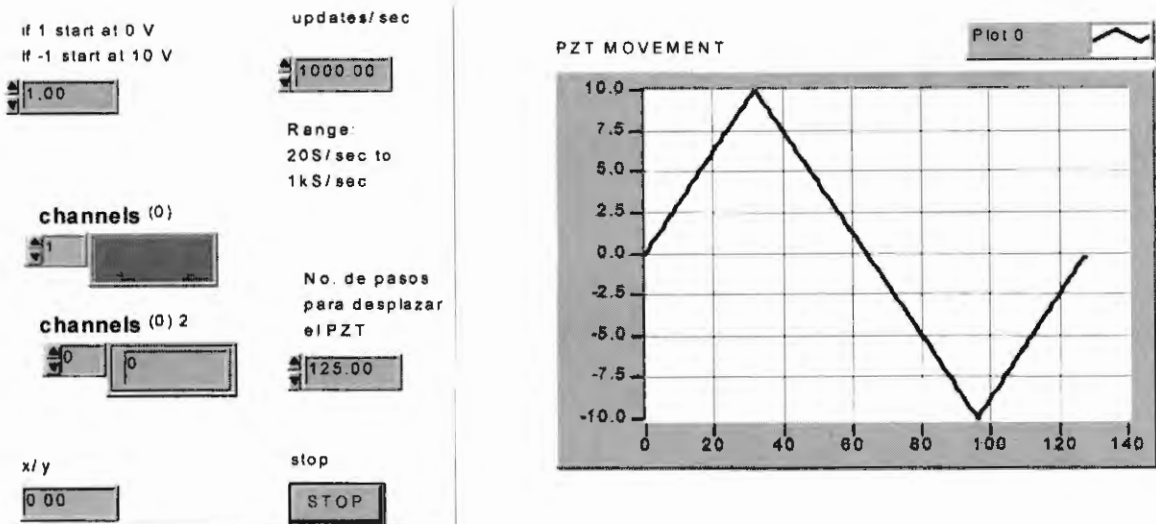 if 1 start at 0 V
if -1 start at 10 V
1.00
updates/sec
1000.00
Range:
20S/sec to
1kS/sec
channels (0)
1
channels (0) 2
0
0
No. de pasos
para desplazar
el PZT
125.00
x/y
0.00
stop
STOP
PZT MOVEMENT
Plot 0
10.0
7.5
5.0
2.5
0.0
-2.5
-5.0
-7.5
-10.0
0 20 40 60 80 100 120 140